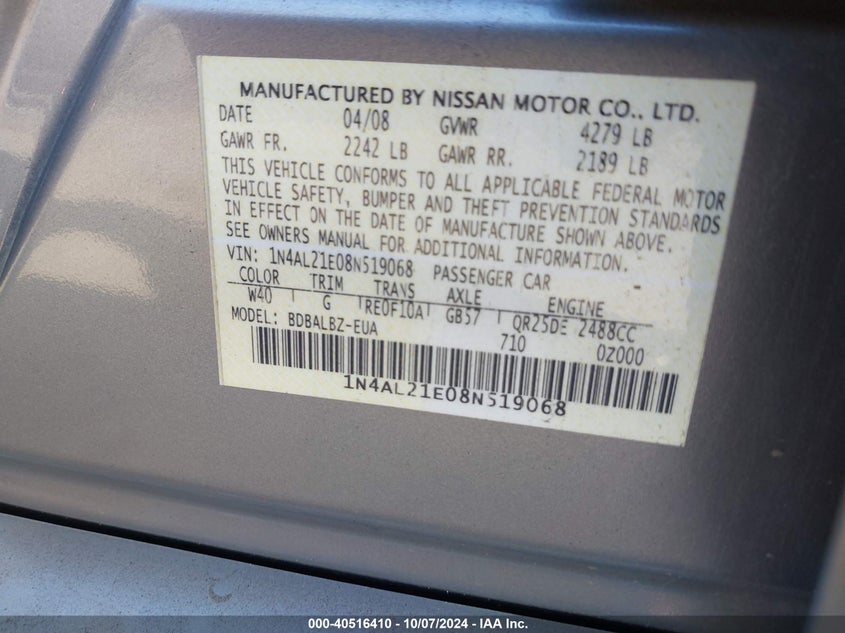 MANUFACTURED BY NISSAN MOTOR CO., LTD.
DATE 04/08 GVWR 4279 LB
GAWR FR. 2242 LB GAWR RR. 2189 LB
THIS VEHICLE CONFORMS TO ALL APPLICABLE FEDERAL MOTOR
VEHICLE SAFETY, BUMPER AND THEFT PREVENTION STANDARDS
IN EFFECT ON THE DATE OF MANUFACTURE SHOWN ABOVE.
SEE OWNERS MANUAL FOR ADDITIONAL INFORMATION.
VIN: 1N4AL21E08N519068 PASSENGER CAR
COLOR TRIM TRANS AXLE ENGINE
W40 G RE0F10A GB57 QR25DE 2488CC
MODEL: BDBALBZ-EUA 710 0Z000
1N4AL21E08N519068
000-40516410 - 10/07/2024 - IAA Inc.